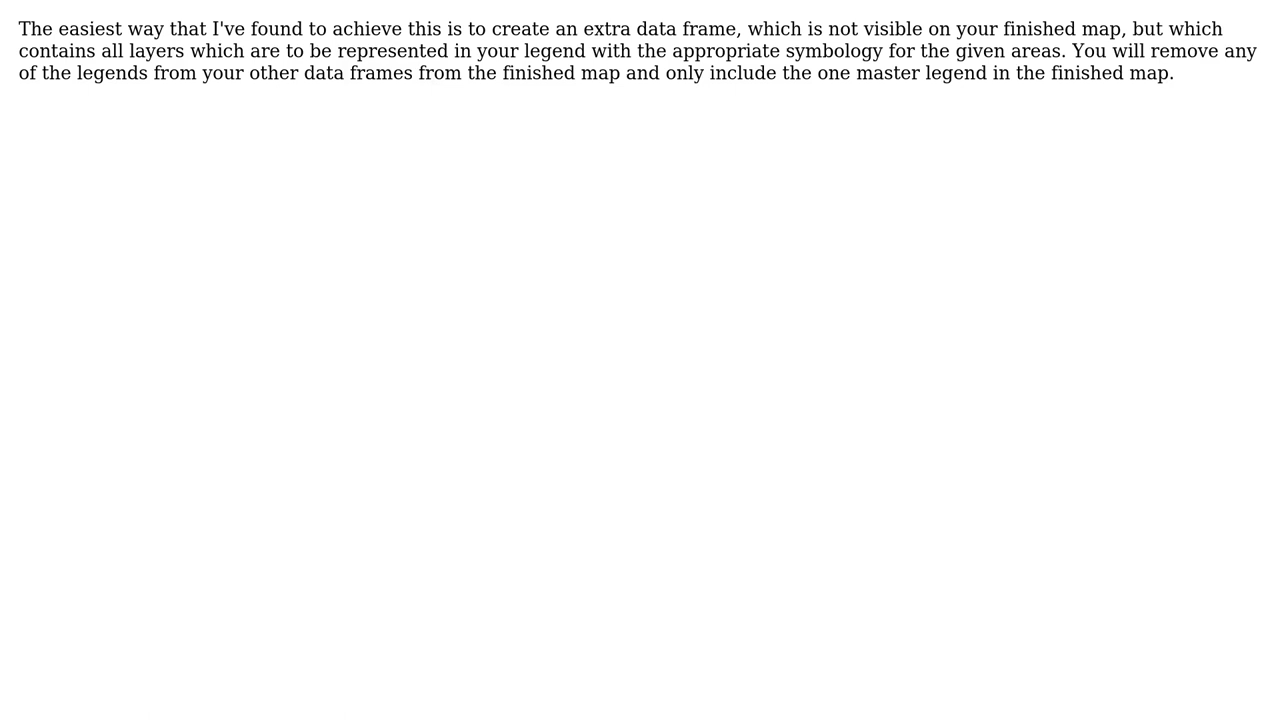 The easiest way that I've found to achieve this is to create an extra data frame, which is not visible on your finished map, but which
contains all layers which are to be represented in your legend with the appropriate symbology for the given areas. You will remove any
of the legends from your other data frames from the finished map and only include the one master legend in the finished map.